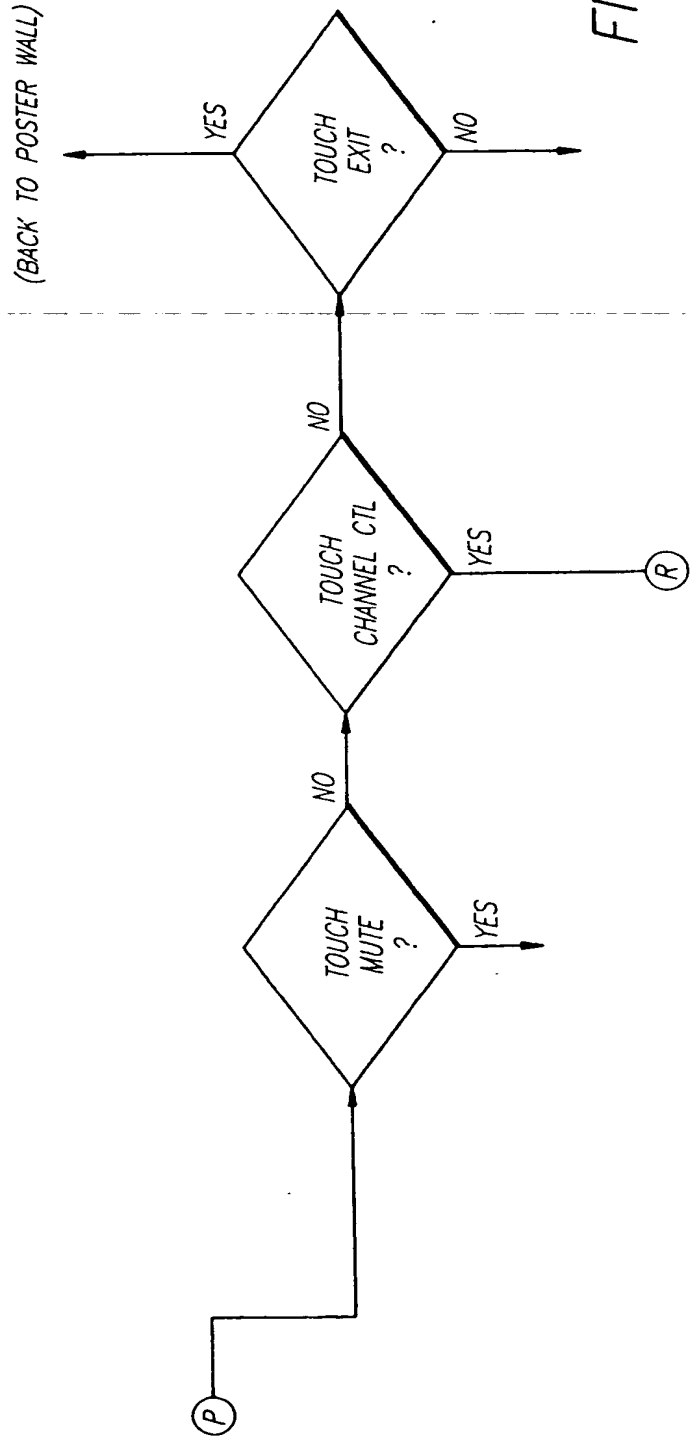 (BACK TO POSTER WALL)
P
TOUCH
MUTE
?
NO
YES
TOUCH
CHANNEL CTL
?
NO
YES
R
TOUCH
EXIT
?
YES
NO